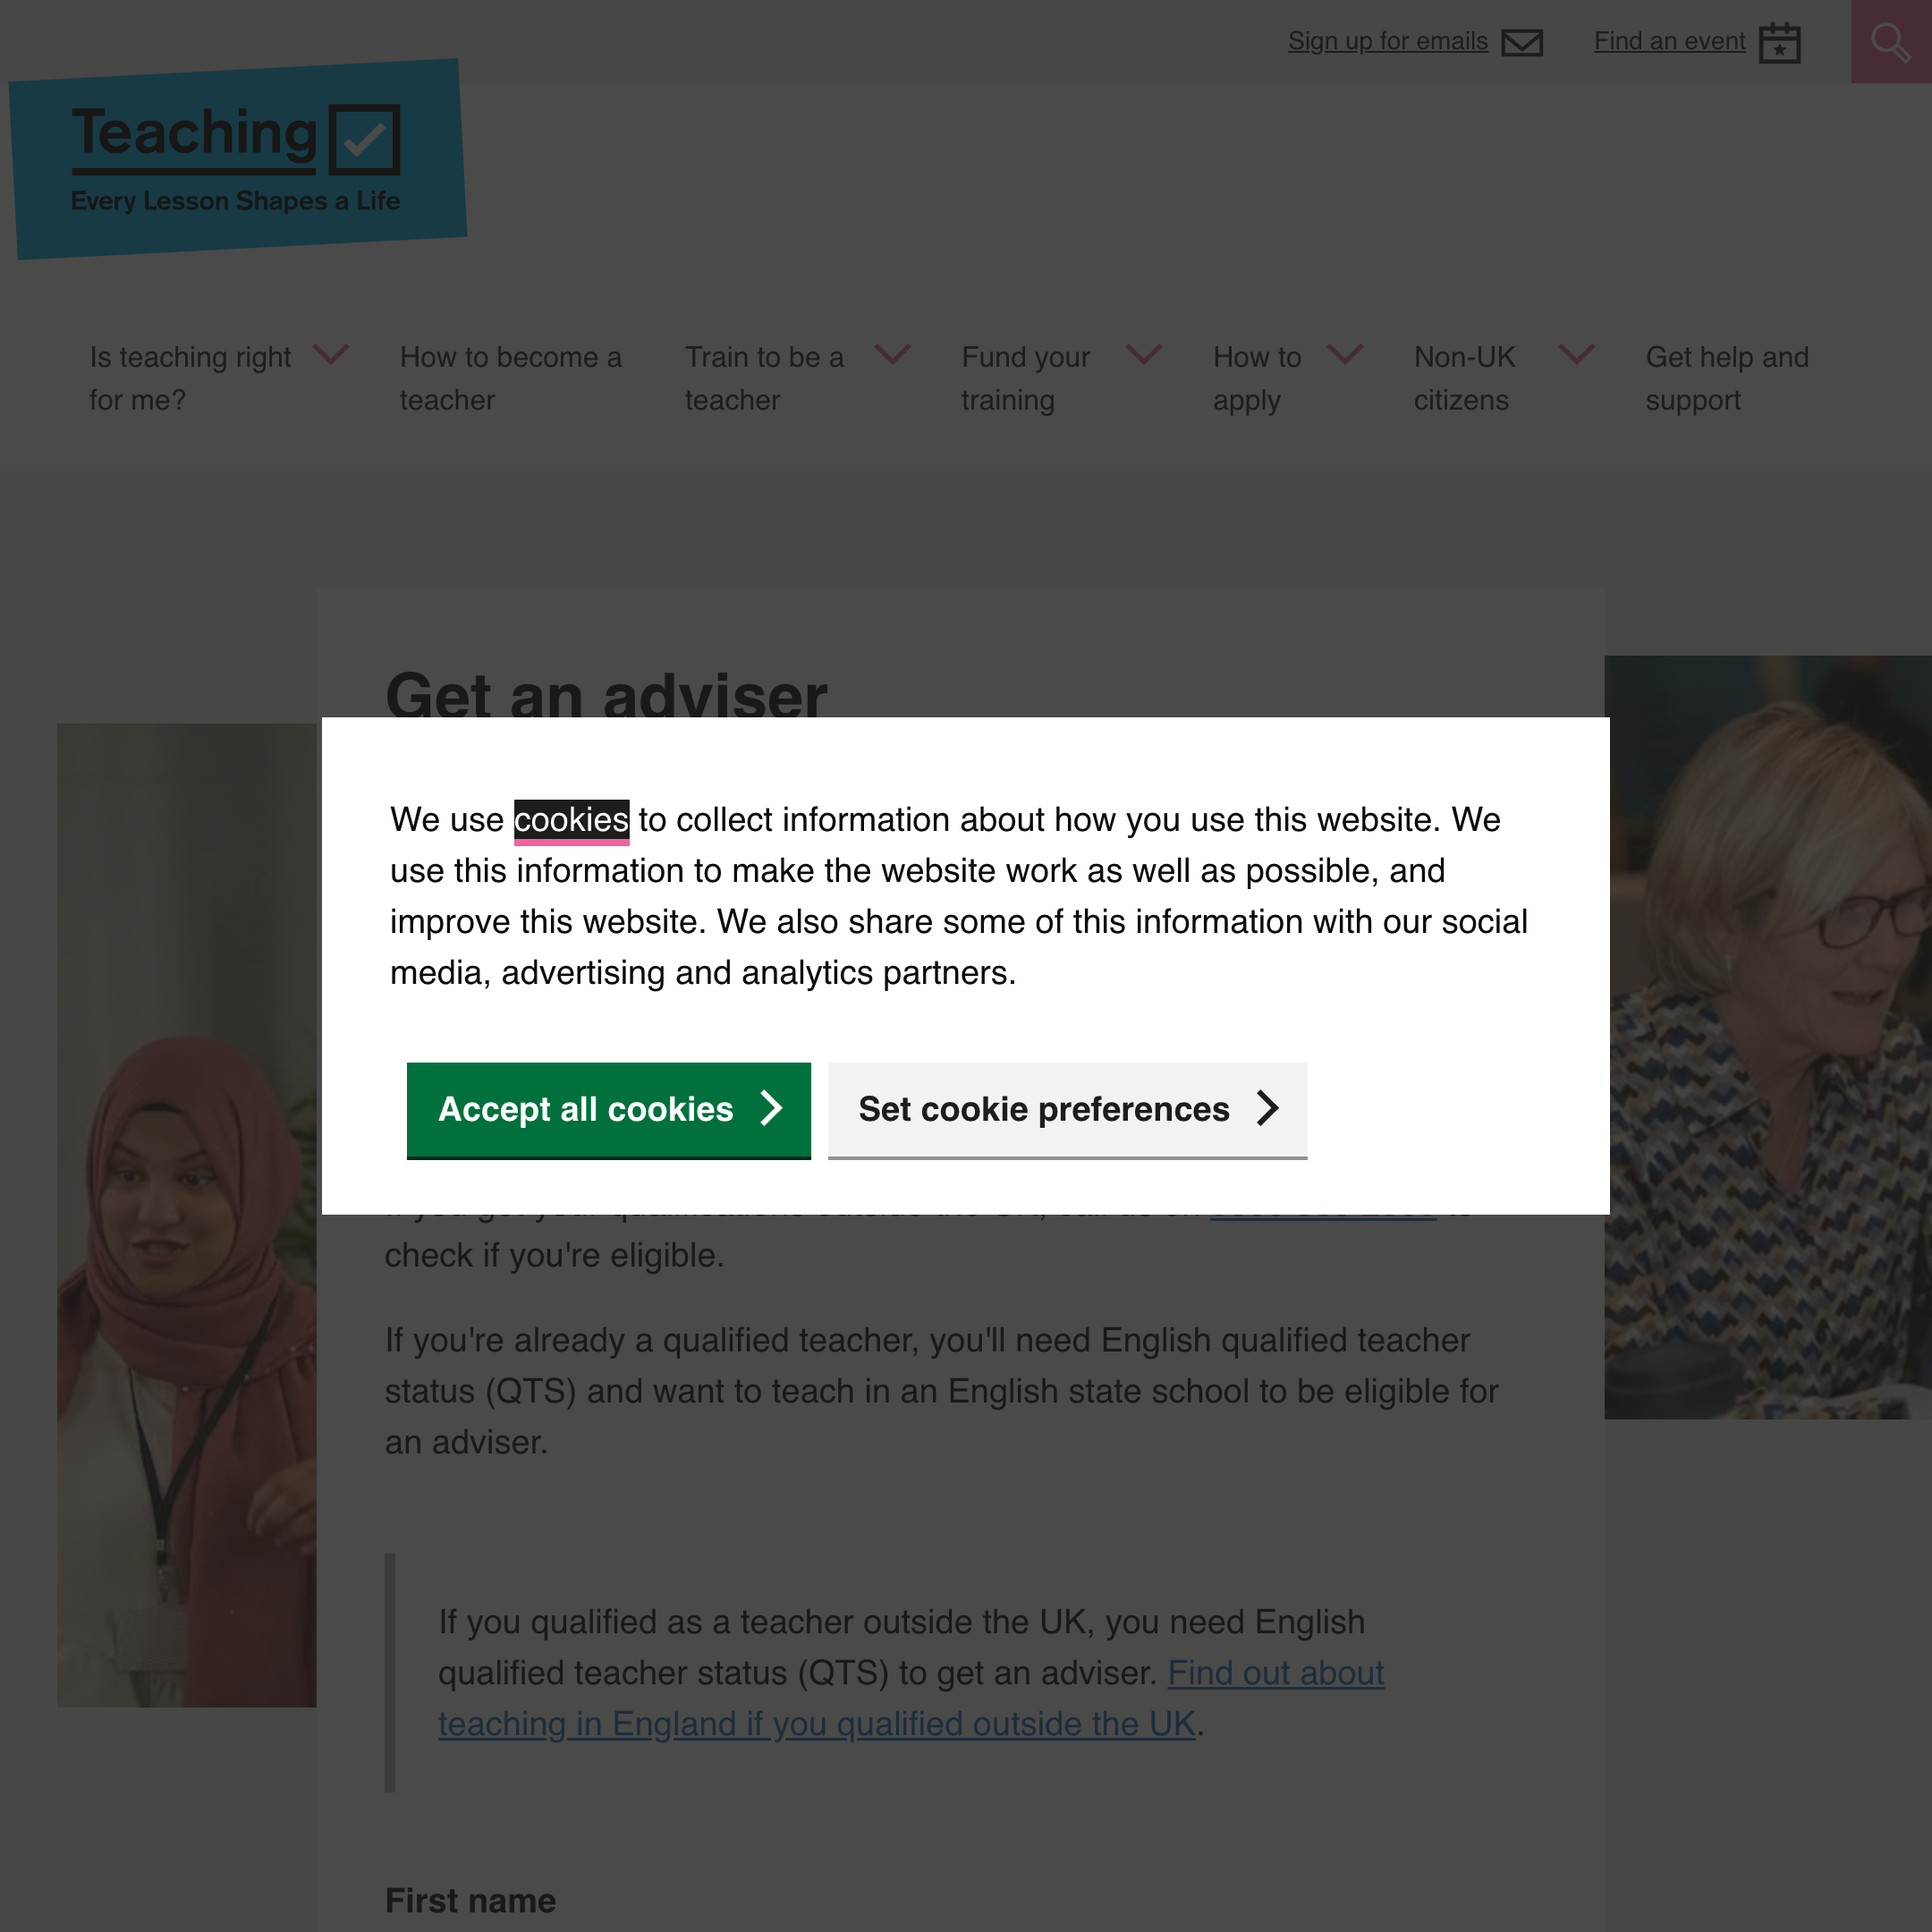 Sign up for emails
Find an event
Teaching
Every Lesson Shapes a Life
Is teaching right
for me?
How to become a
teacher
Train to be a
teacher
Fund your
training
How to
apply
Non-UK
citizens
Get help and
support
Get an adviser
We use cookies to collect information about how you use this website. We
use this information to make the website work as well as possible, and
improve this website. We also share some of this information with our social
media, advertising and analytics partners.
Accept all cookies
Set cookie preferences
check if you're eligible.
If you're already a qualified teacher, you'll need English qualified teacher
status (QTS) and want to teach in an English state school to be eligible for
an adviser.
If you qualified as a teacher outside the UK, you need English
qualified teacher status (QTS) to get an adviser. Find out about
teaching in England if you qualified outside the UK.
First name